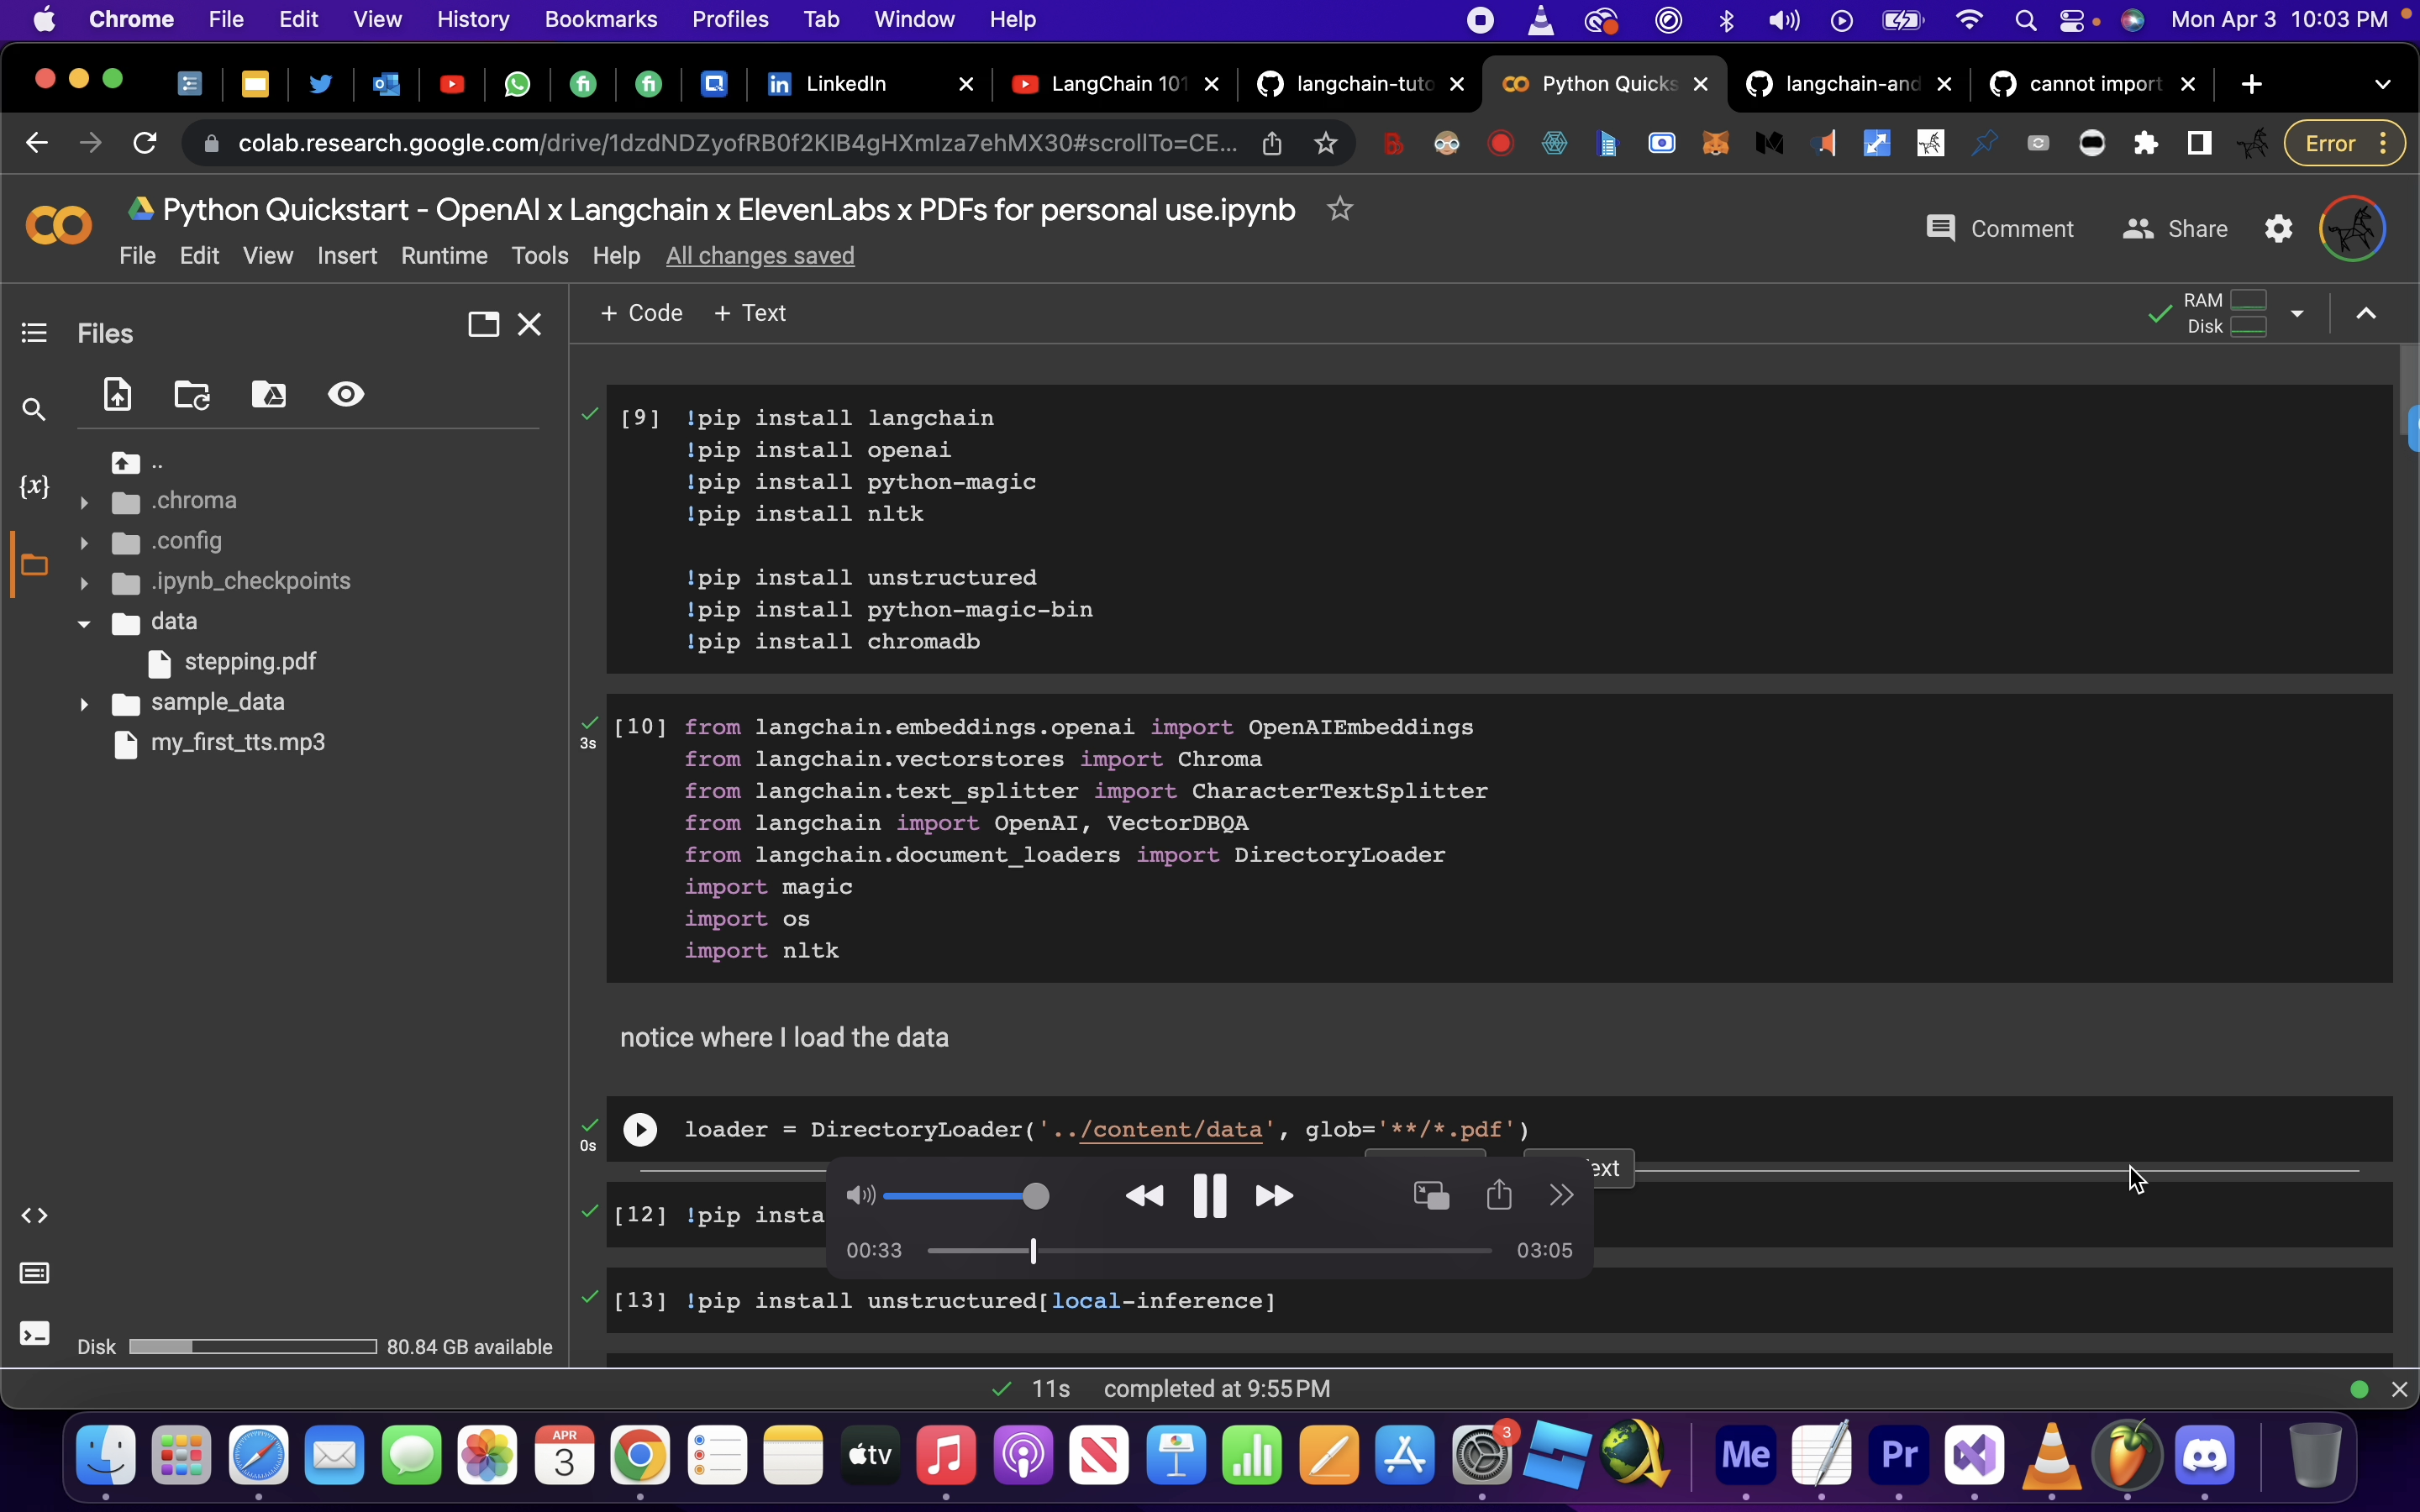 Chrome File Edit View History Bookmarks Profiles Tab Window Help Mon Apr 3 10:03 PM
LinkedIn LangChain 101 langchain-tuto Python Quicks langchain-and cannot import
colab.research.google.com/drive/1dzdNDZyofRB0f2KIB4gHXmIza7ehMX30#scrollTo=CE... Error
Python Quickstart - OpenAI x Langchain x ElevenLabs x PDFs for personal use.ipynb
Comment Share
File Edit View Insert Runtime Tools Help All changes saved
Files
+ Code + Text
RAM
Disk
..
.chroma
.config
.ipynb_checkpoints
data
stepping.pdf
sample_data
my_first_tts.mp3
Disk 80.84 GB available
[9] !pip install langchain
!pip install openai
!pip install python-magic
!pip install nltk
!pip install unstructured
!pip install python-magic-bin
!pip install chromadb
3s
[10] from langchain.embeddings.openai import OpenAIEmbeddings
from langchain.vectorstores import Chroma
from langchain.text_splitter import CharacterTextSplitter
from langchain import OpenAI, VectorDBQA
from langchain.document_loaders import DirectoryLoader
import magic
import os
import nltk
notice where I load the data
0s
loader = DirectoryLoader('../content/data', glob='**/*.pdf')
[12] !pip insta
00:33 03:05
[13] !pip install unstructured[local-inference]
11s completed at 9:55 PM
APR
3
tv
3
Me
Pr